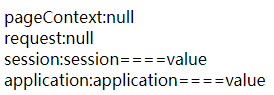 pageContext:null
request:null
session:session====value
application:application====value